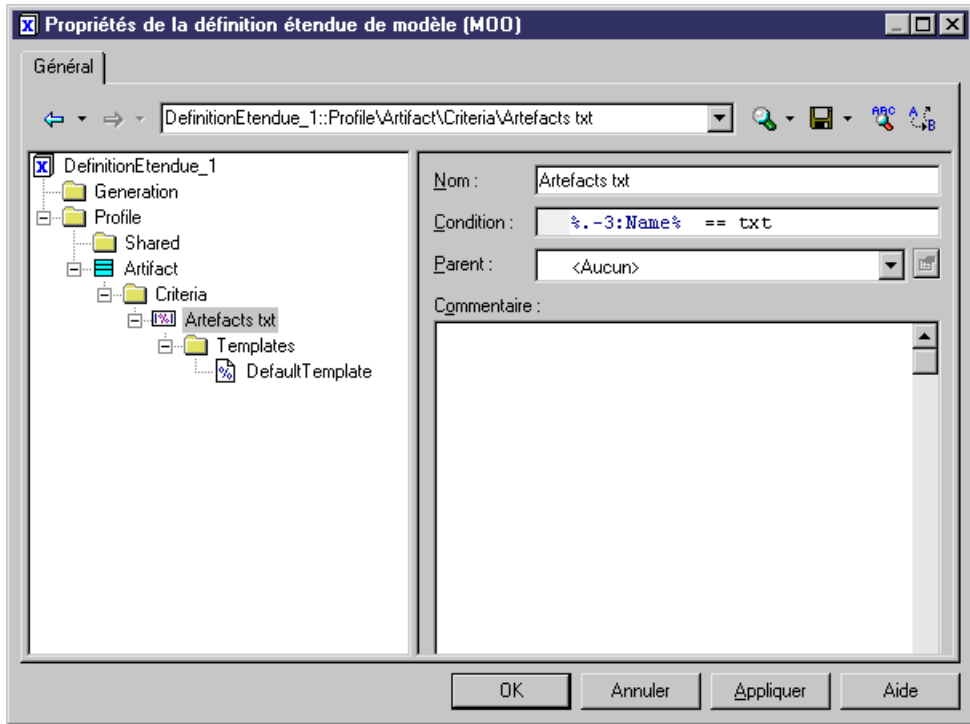 Propriétés de la définition étendue de modèle (MOO)
Général
DefinitionEtendue_1::Profile\Artifact\Criteria\Artefacts txt
ABC
A
B
DefinitionEtendue_1
Generation
Profile
Shared
Artifact
Criteria
Artefacts txt
Templates
DefaultTemplate
Nom :
Artefacts txt
Condition :
%.-3:Name% == txt
Parent :
<Aucun>
Commentaire :
OK
Annuler
Appliquer
Aide